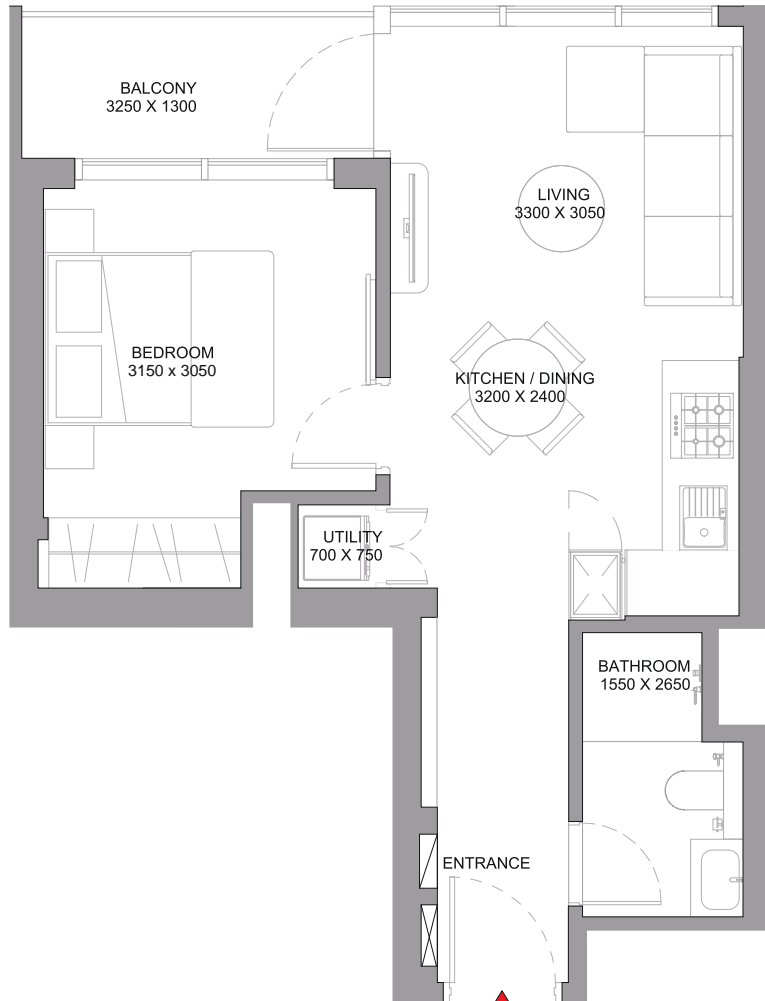 BALCONY
3250 X 1300
LIVING
3300 X 3050
BEDROOM
3150 x 3050
KITCHEN / DINING
3200 X 2400
UTILITY
700 X 750
BATHROOM
1550 X 2650
ENTRANCE